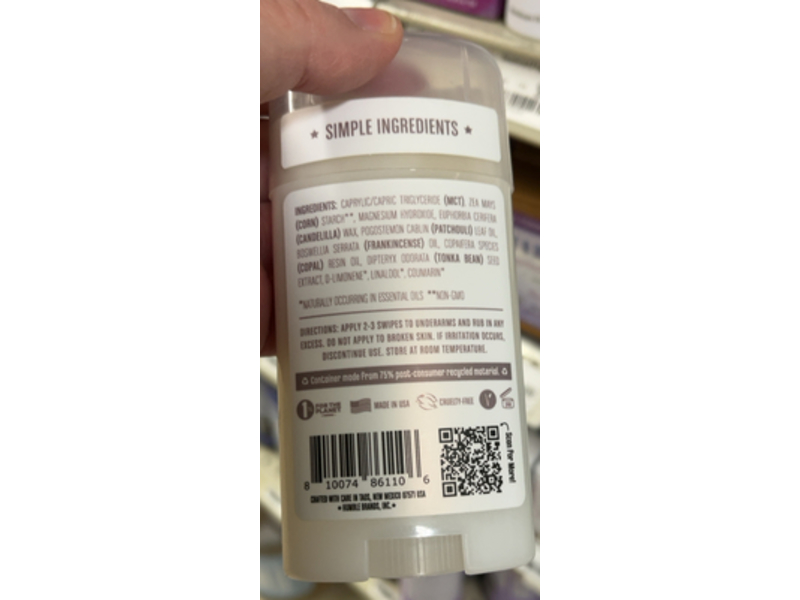 ★ SIMPLE INGREDIENTS ★
INGREDIENTS: CAPRYLIC/CAPRIC TRIGLYCERIDE (MCT), ZEA MAYS
(CORN) STARCH**, MAGNESIUM HYDROXIDE, EUPHORBIA CERIFERA
(CANDELILLA) WAX, POGOSTEMON CABLIN (PATCHOULI) LEAF OIL,
BOSWELLIA SERRATA (FRANKINCENSE) OIL, COPAIFERA SPECIES
(COPAL) RESIN OIL, DIPTERYX ODORATA (TONKA BEAN) SEED
EXTRACT, D-LIMONENE*, LINALOOL*, COUMARIN*
*NATURALLY OCCURRING IN ESSENTIAL OILS **NON-GMO
DIRECTIONS: APPLY 2-3 SWIPES TO UNDERARMS AND RUB IN ANY
EXCESS. DO NOT APPLY TO BROKEN SKIN. IF IRRITATION OCCURS,
DISCONTINUE USE. STORE AT ROOM TEMPERATURE.
Container made from 75% post-consumer recycled material
1% FOR THE PLANET MADE IN USA CRUELTY FREE
Scan For More!
8 10074 86110 6
CRAFTED WITH CARE IN TAOS, NEW MEXICO 87571 USA
• HUMBLE BRANDS, INC. •